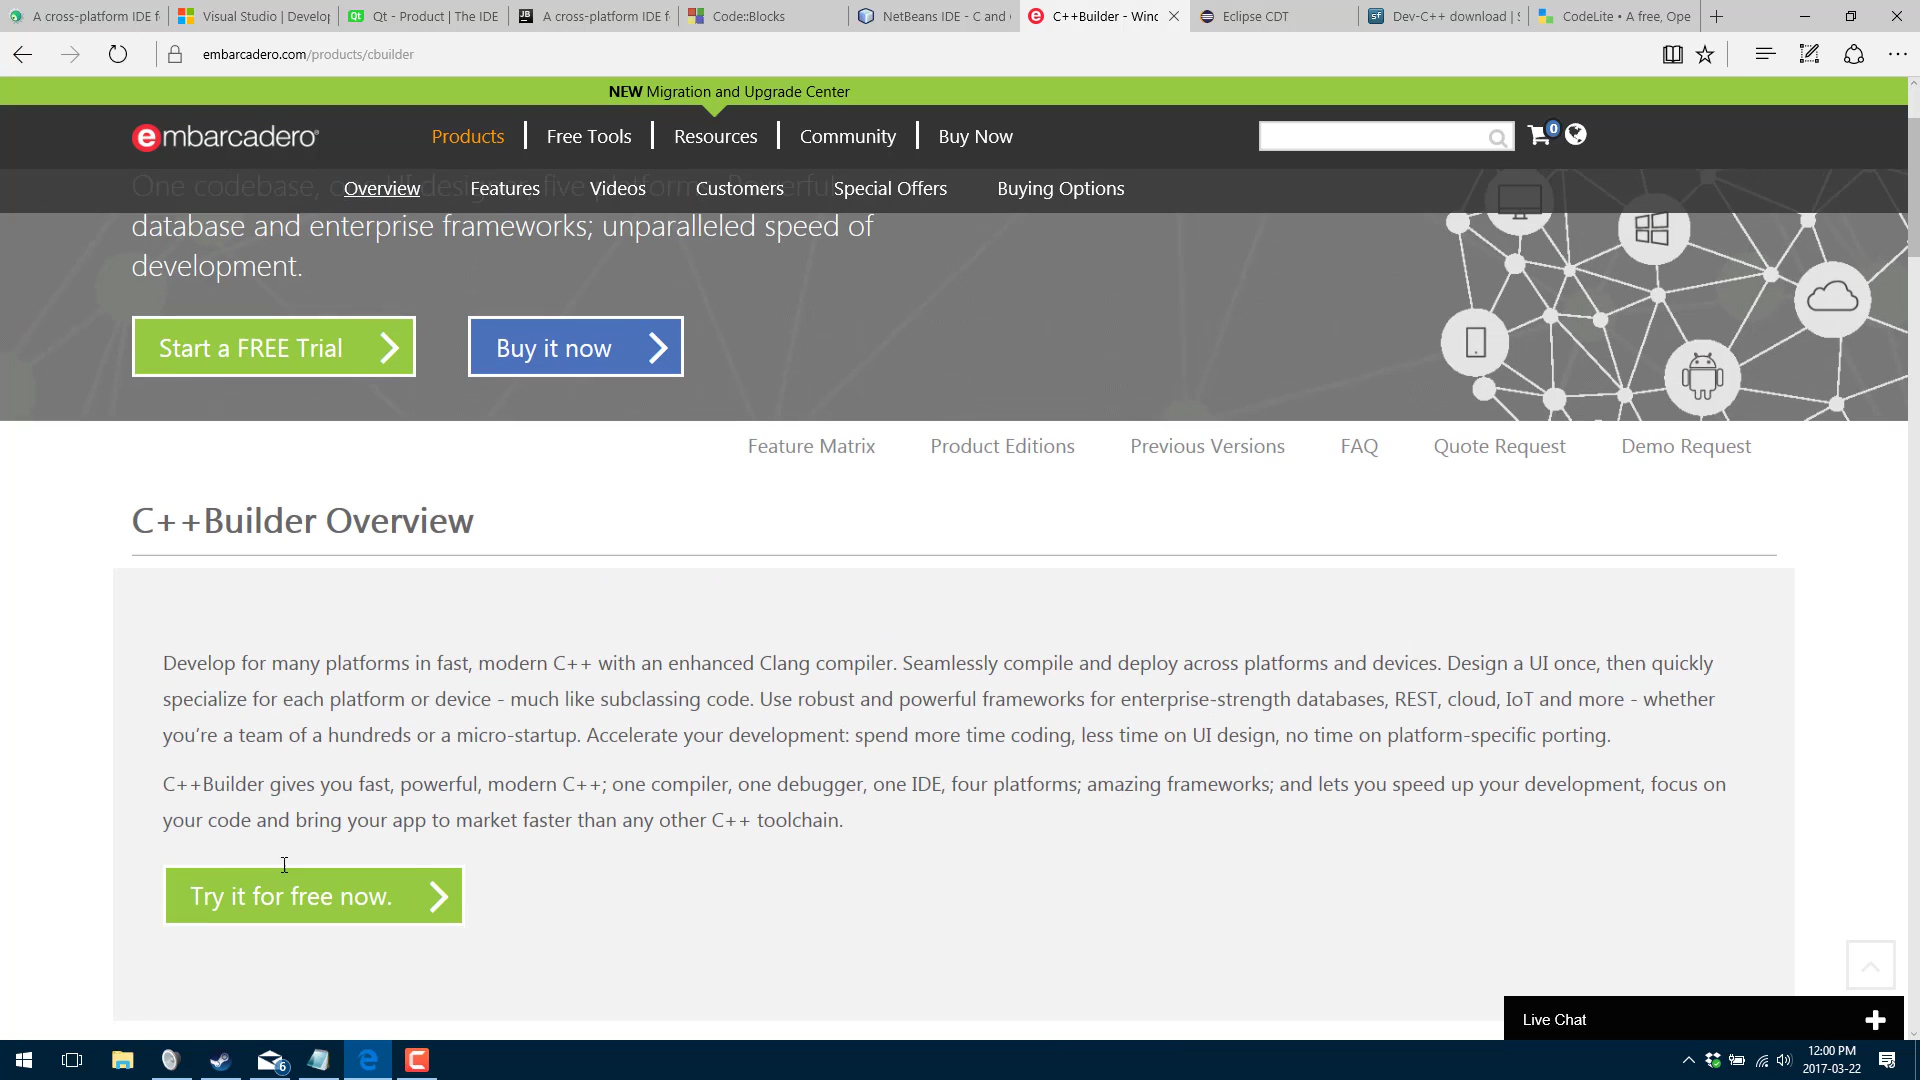 A cross-platform IDE f
Visual Studio | Develop
Qt - Product | The IDE
A cross-platform IDE f
Code::Blocks
NetBeans IDE - C and
C++Builder - Winc
Eclipse CDT
Dev-C++ download | S
CodeLite • A free, Ope
embarcadero.com/products/cbuilder
NEW Migration and Upgrade Center
embarcadero
Products
Free Tools
Resources
Community
Buy Now
0
Overview
Features
Videos
Customers
Special Offers
Buying Options
One codebase, one UI designer, five platforms. Powerful
database and enterprise frameworks; unparalleled speed of
development.
Start a FREE Trial
Buy it now
Feature Matrix
Product Editions
Previous Versions
FAQ
Quote Request
Demo Request
C++Builder Overview
Develop for many platforms in fast, modern C++ with an enhanced Clang compiler. Seamlessly compile and deploy across platforms and devices. Design a UI once, then quickly
specialize for each platform or device - much like subclassing code. Use robust and powerful frameworks for enterprise-strength databases, REST, cloud, IoT and more - whether
you're a team of a hundreds or a micro-startup. Accelerate your development: spend more time coding, less time on UI design, no time on platform-specific porting.
C++Builder gives you fast, powerful, modern C++; one compiler, one debugger, one IDE, four platforms; amazing frameworks; and lets you speed up your development, focus on
your code and bring your app to market faster than any other C++ toolchain.
Try it for free now.
Live Chat
6
12:00 PM
2017-03-22